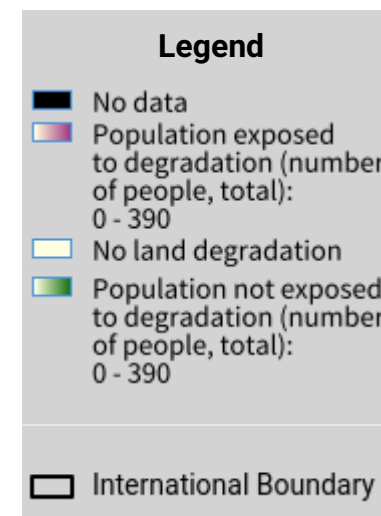 Legend
No data
Population exposed
to degradation (number
of people, total):
0 - 390
No land degradation
Population not exposed
to degradation (number
of people, total):
0 - 390
International Boundary